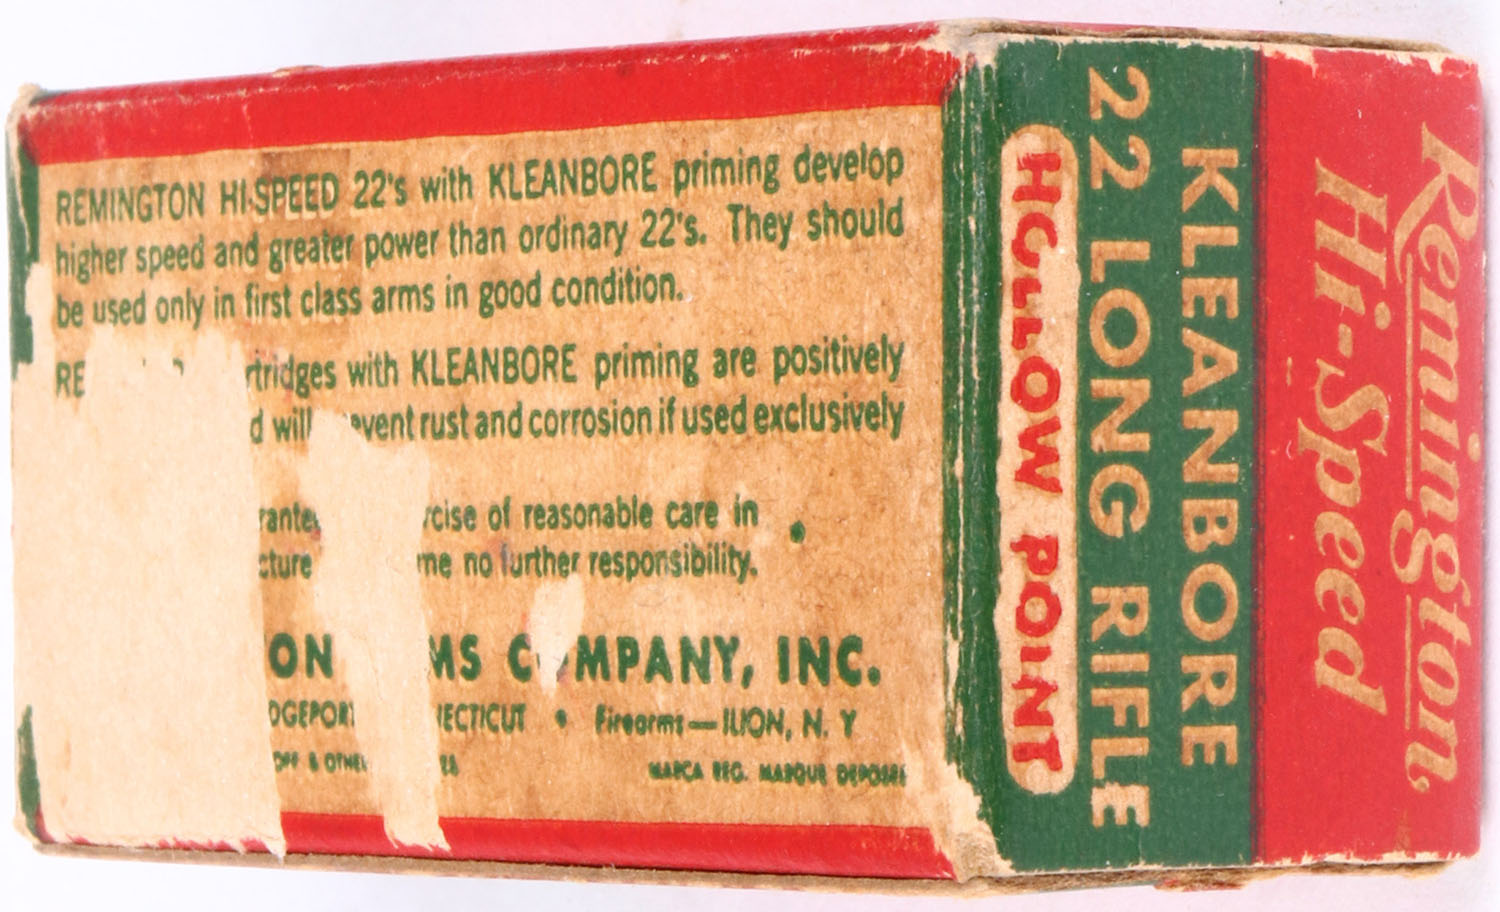 REMINGTON HI-SPEED 22's with KLEANBORE priming develop
higher speed and greater power than ordinary 22's. They should
be used only in first class arms in good condition.
RE rtridges with KLEANBORE priming are positively
d will event rust and corrosion if used exclusively
rante rcise of reasonable care in
cture me no further responsibility.
ON MS C MPANY, INC.
DGEPORT NECTICUT • Firearms—ILION, N. Y
OFF & OTHE ES
MARCA REG. MARQUE DEPOSEE
Remington
Hi-Speed
KLEANBORE
22 LONG RIFLE
HOLLOW POINT